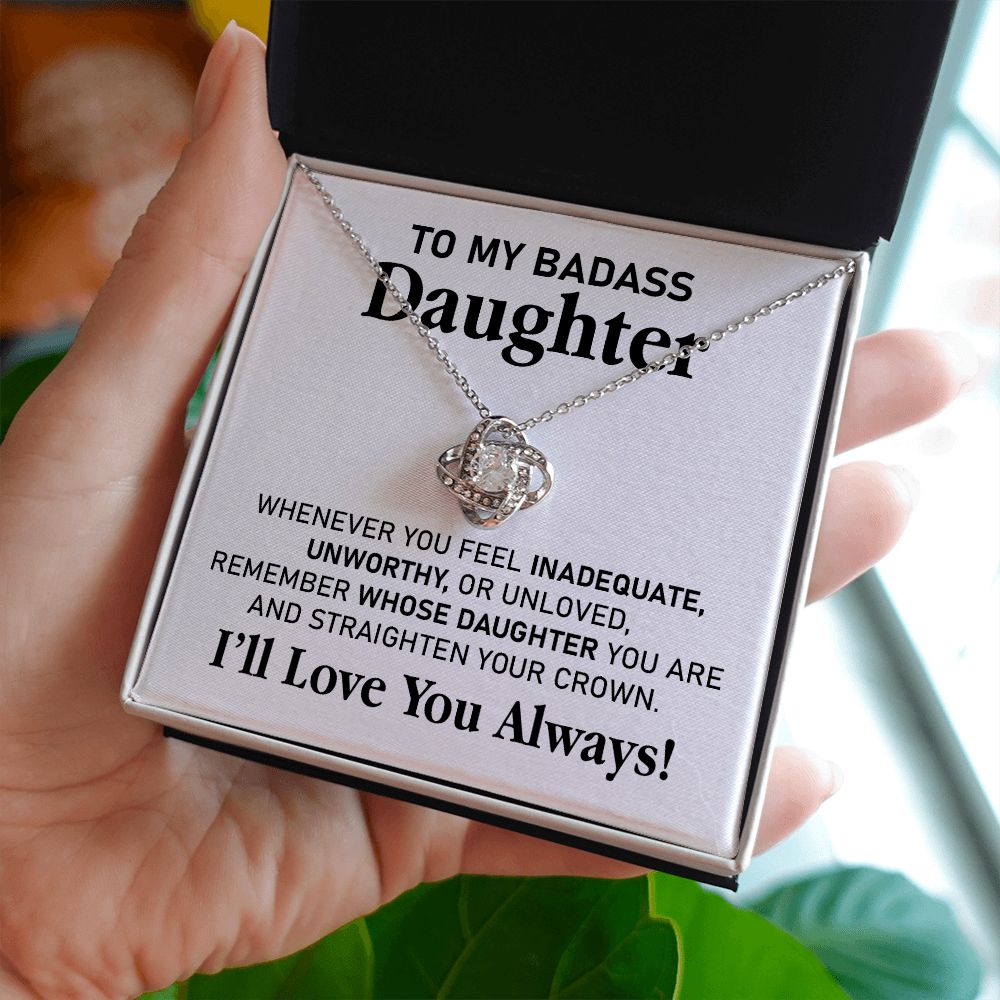 TO MY BADASS
Daughter
WHENEVER YOU FEEL INADEQUATE,
UNWORTHY, OR UNLOVED,
REMEMBER WHOSE DAUGHTER YOU ARE
AND STRAIGHTEN YOUR CROWN.
I'll Love You Always!